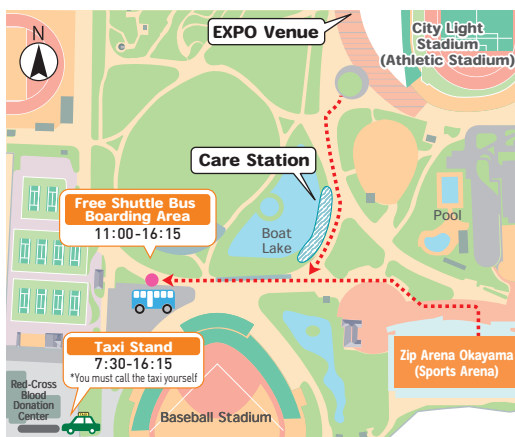 N
EXPO Venue
City Light
Stadium
(Athletic Stadium)
Care Station
Free Shuttle Bus
Boarding Area
11:00-16:15
Boat
Lake
Pool
Taxi Stand
7:30-16:15
*You must call the taxi yourself
Zip Arena Okayama
(Sports Arena)
Red-Cross
Blood
Donation
Center
Baseball Stadium